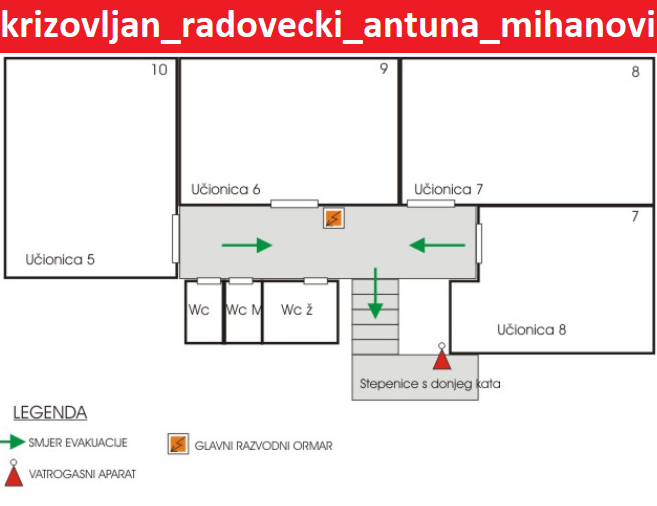 krizovljan_radovecki_antuna_mihanovi
10
9
8
Učionica 6
Učionica 7
7
Učionica 5
Wc
Wc M
Wc ž
Učionica 8
Stepenice s donjeg kata
LEGENDA
SMJER EVAKUACIJE
GLAVNI RAZVODNI ORMAR
VATROGASNI APARAT